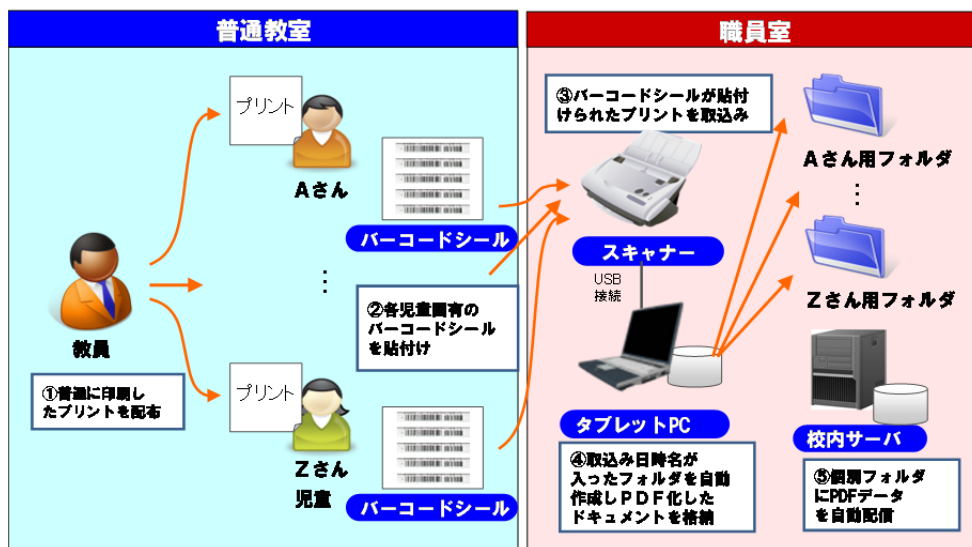 普通教室
プリント
Aさん
バーコードシール
教員
①普通に印刷し
たプリントを配布
︙
②各児童固有の
バーコードシール
を貼付け
プリント
Zさん
児童
バーコードシール
職員室
③バーコードシールが貼付
けられたプリントを取込み
スキャナー
USB
接続
タブレットPC
④取込み日時名が
入ったフォルダを自動
作成しPDF化した
ドキュメントを格納
Aさん用フォルダ
︙
Zさん用フォルダ
校内サーバ
⑤個別フォルダ
にPDFデータ
を自動配信